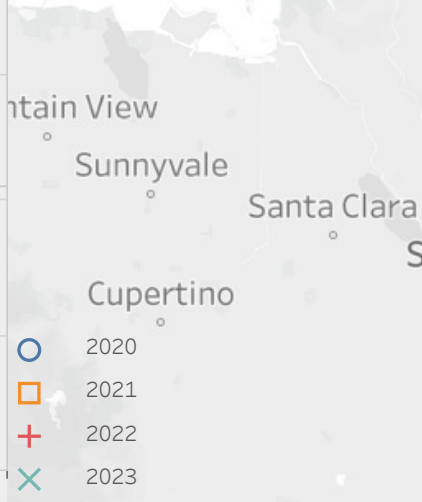 ntain View
Sunnyvale
Santa Clara
S
Cupertino
2020
2021
2022
2023